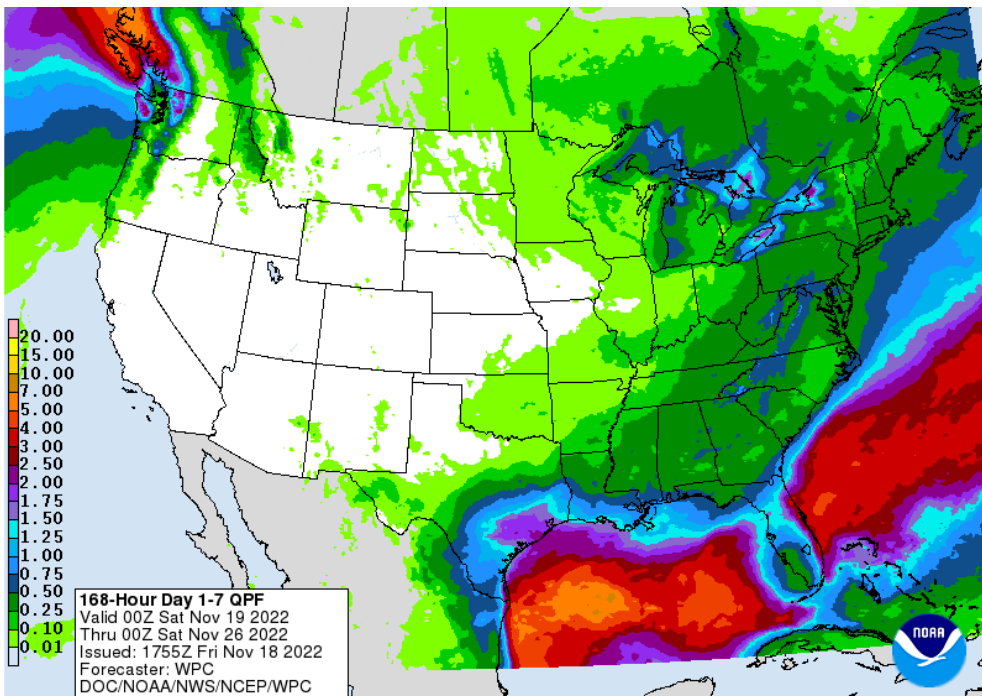 20.00
15.00
10.00
7.00
5.00
4.00
3.00
2.50
2.00
1.75
1.50
1.25
1.00
0.75
0.50
0.25
0.10
0.01
168-Hour Day 1-7 QPF
Valid 00Z Sat Nov 19 2022
Thru 00Z Sat Nov 26 2022
Issued: 1755Z Fri Nov 18 2022
Forecaster: WPC
DOC/NOAA/NWS/NCEP/WPC
NOAA